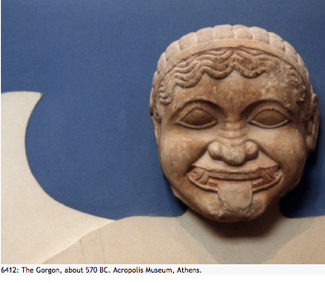 6412: The Gorgon, about 570 BC. Acropolis Museum, Athens.